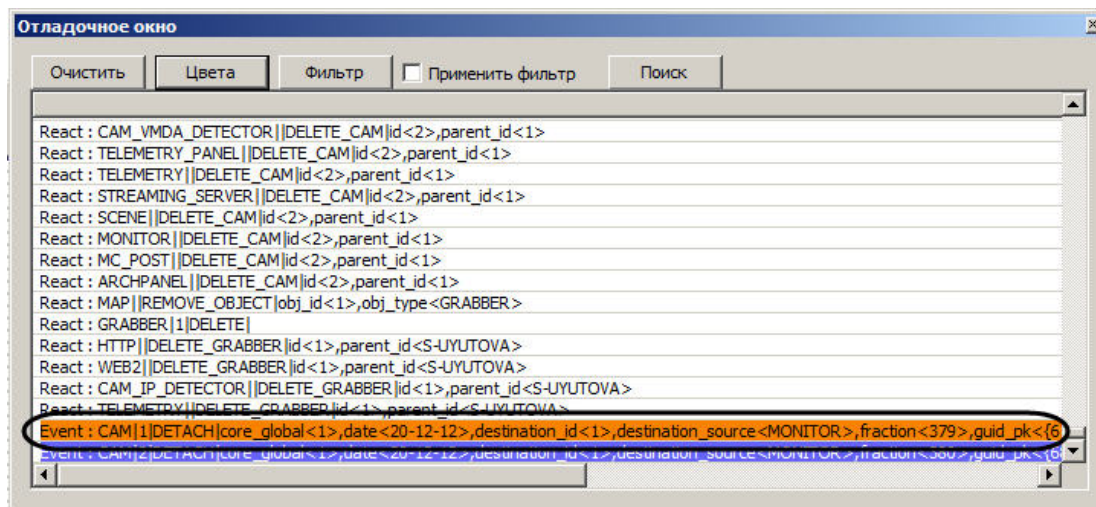 Отладочное окно
Очистить Цвета Фильтр Применить фильтр Поиск
React : CAM_VMDA_DETECTOR||DELETE_CAM|id<2>,parent_id<1>
React : TELEMETRY_PANEL||DELETE_CAM|id<2>,parent_id<1>
React : TELEMETRY||DELETE_CAM|id<2>,parent_id<1>
React : STREAMING_SERVER||DELETE_CAM|id<2>,parent_id<1>
React : SCENE||DELETE_CAM|id<2>,parent_id<1>
React : MONITOR||DELETE_CAM|id<2>,parent_id<1>
React : MC_POST||DELETE_CAM|id<2>,parent_id<1>
React : ARCHPANEL||DELETE_CAM|id<2>,parent_id<1>
React : MAP||REMOVE_OBJECT|obj_id<1>,obj_type<GRABBER>
React : GRABBER|1|DELETE|
React : HTTP||DELETE_GRABBER|id<1>,parent_id<S-UYUTOVA>
React : WEB2||DELETE_GRABBER|id<1>,parent_id<S-UYUTOVA>
React : CAM_IP_DETECTOR||DELETE_GRABBER|id<1>,parent_id<S-UYUTOVA>
React : TELEMETRY||DELETE_GRABBER|id<1>,parent_id<S-UYUTOVA>
Event : CAM|1|DETACH|core_global<1>,date<20-12-12>,destination_id<1>,destination_source<MONITOR>,fraction<379>,guid_pk<{6
Event : CAM|2|DETACH|core_global<1>,date<20-12-12>,destination_id<1>,destination_source<MONITOR>,fraction<380>,guid_pk<{68